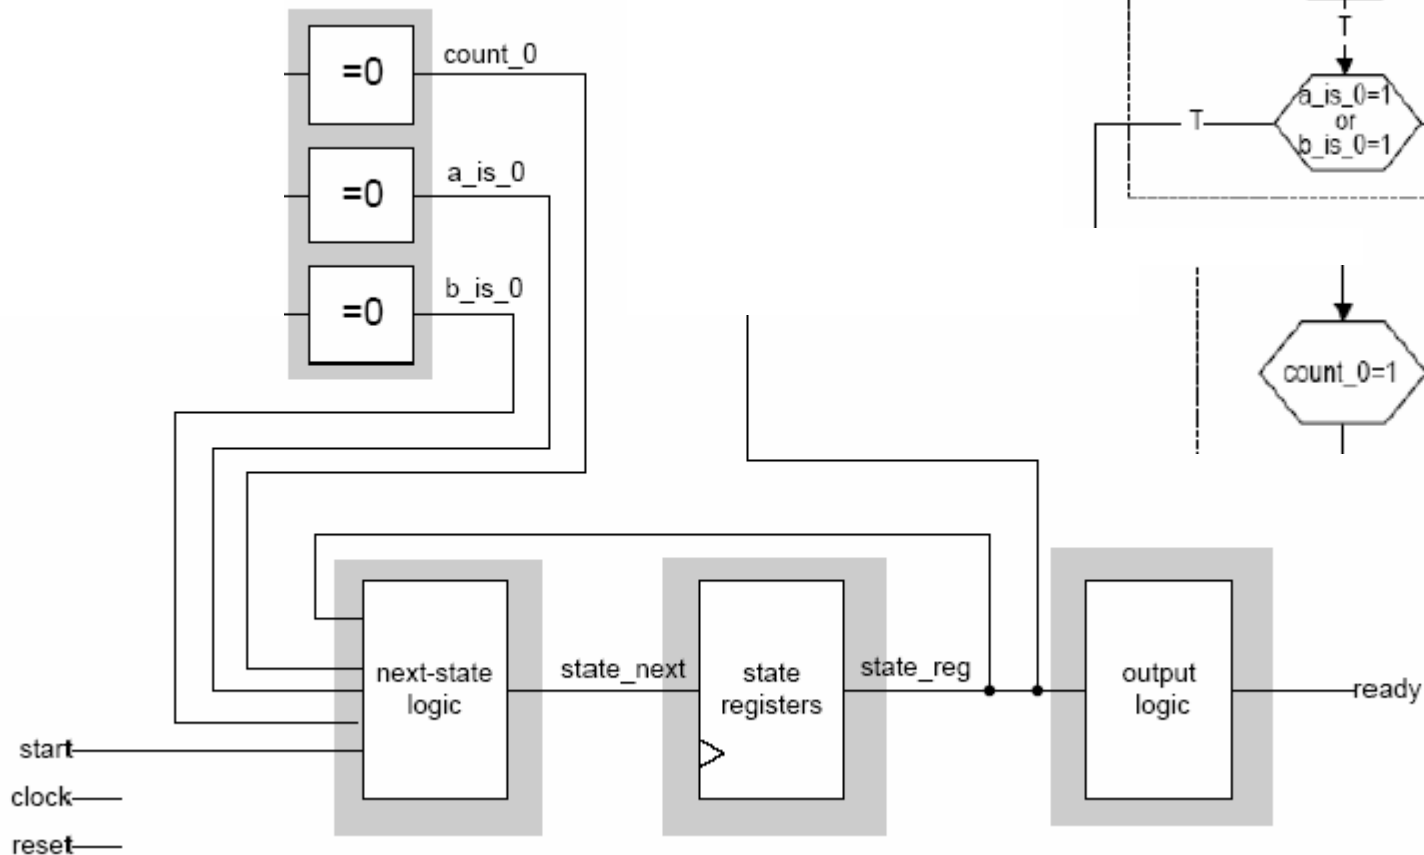 =0
count_0
=0
a_is_0
=0
b_is_0
T
T
a_is_0=1
or
b_is_0=1
count_0=1
next-state
logic
state_next
state
registers
state_reg
output
logic
ready
start
clock
reset